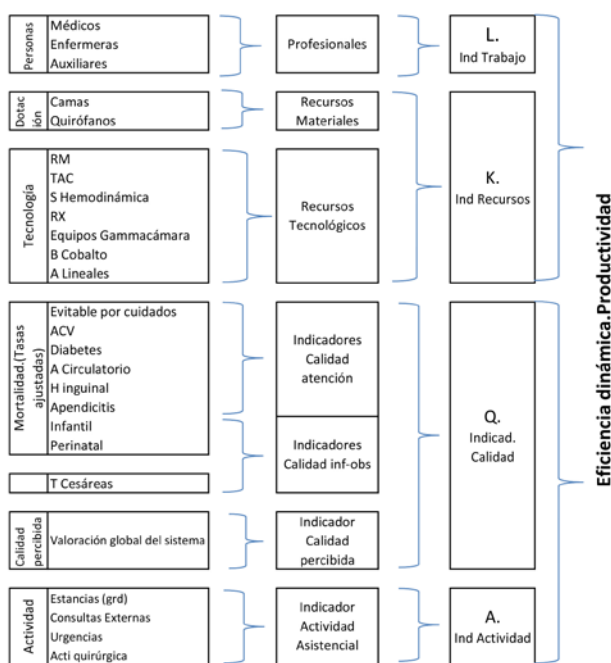 Personas
Médicos
Enfermeras
Auxiliares
Profesionales
L.
Ind Trabajo
Dotac
ión
Camas
Quirófanos
Recursos
Materiales
Tecnología
RM
TAC
S Hemodinámica
RX
Equipos Gammacámara
B Cobalto
A Lineales
Recursos
Tecnológicos
K.
Ind Recursos
Mortalidad.(Tasas
ajustadas)
Evitable por cuidados
ACV
Diabetes
A Circulatorio
H inguinal
Apendicitis
Infantil
Perinatal
T Cesáreas
Indicadores
Calidad
atención
Indicadores
Calidad inf-obs
Calidad
percibida
Valoración global del sistema
Indicador
Calidad
percibida
Q.
Indicad.
Calidad
Actividad
Estancias (grd)
Consultas Externas
Urgencias
Acti quirúrgica
Indicador
Actividad
Asistencial
A.
Ind Actividad
Eficiencia dinámica.Productividad